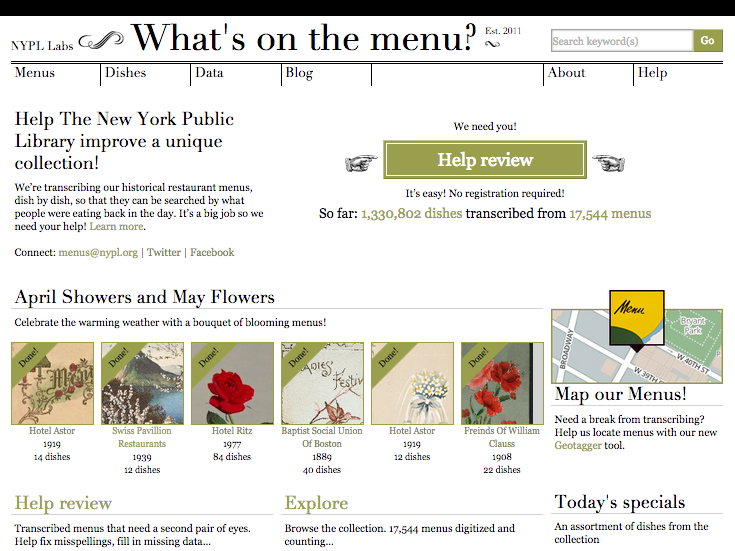 NYPL Labs
What's on the menu?
Est. 2011
Search keyword(s)
Go
Menus
Dishes
Data
Blog
About
Help
Help The New York Public
Library improve a unique
collection!
We're transcribing our historical restaurant menus,
dish by dish, so that they can be searched by what
people were eating back in the day. It's a big job so we
need your help! Learn more.
Connect: menus@nypl.org | Twitter | Facebook
We need you!
Help review
It's easy! No registration required!
So far: 1,330,802 dishes transcribed from 17,544 menus
April Showers and May Flowers
Celebrate the warming weather with a bouquet of blooming menus!
Done!
Menu
Hotel Astor
1919
14 dishes
Done!
Swiss Pavillion
Restaurants
1939
12 dishes
Done!
Hotel Ritz
1977
84 dishes
Done!
Ladies'
Festiv
Baptist Social Union
Of Boston
1889
40 dishes
Done!
Hotel Astor
1919
12 dishes
Done!
Freinds Of William
Clauss
1908
22 dishes
Menu
Bryant
Park
BROADWAY
W 40TH ST
W 39TH
Map our Menus!
Need a break from transcribing?
Help us locate menus with our new
Geotagger tool.
Help review
Transcribed menus that need a second pair of eyes.
Help fix misspellings, fill in missing data...
Explore
Browse the collection. 17,544 menus digitized and
counting...
Today's specials
An assortment of dishes from the
collection